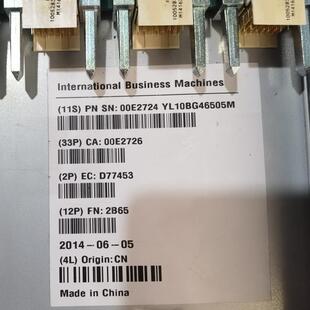 International Business Machines
(11S) PN SN: 00E2724 YL10BG46505M
(33P) CA: 00E2726
(2P) EC: D77453
(12P) FN: 2B65
2014-06-05
(4L) Origin:CN
Made in China